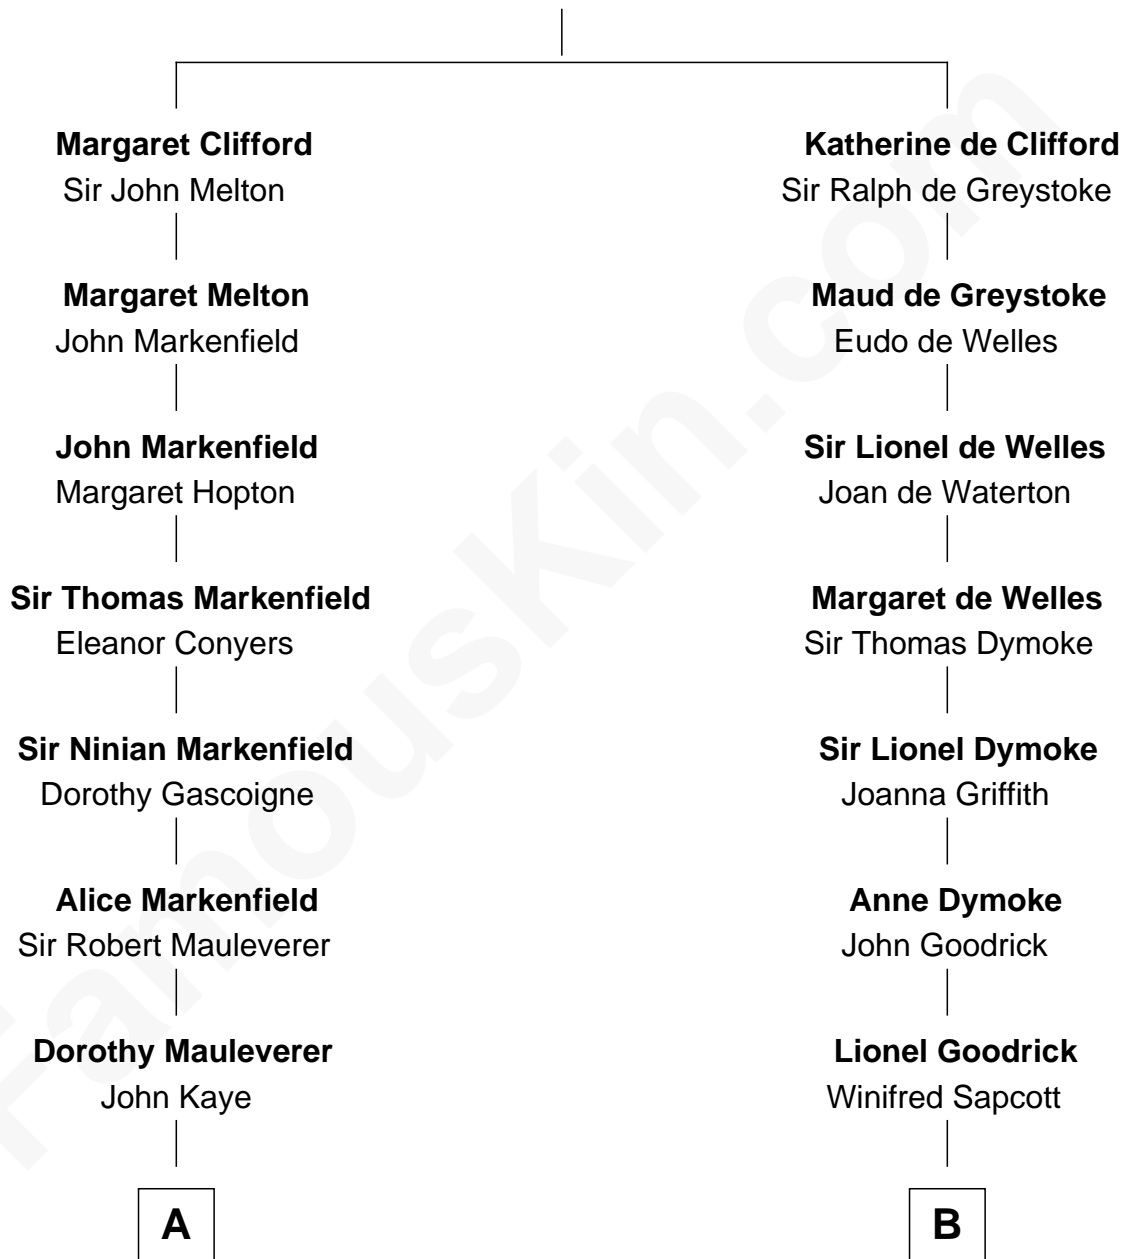 Margaret Clifford
Sir John Melton
Katherine de Clifford
Sir Ralph de Greystoke
Margaret Melton
John Markenfield
Maud de Greystoke
Eudo de Welles
John Markenfield
Margaret Hopton
Sir Lionel de Welles
Joan de Waterton
Sir Thomas Markenfield
Eleanor Conyers
Margaret de Welles
Sir Thomas Dymoke
Sir Ninian Markenfield
Dorothy Gascoigne
Sir Lionel Dymoke
Joanna Griffith
Alice Markenfield
Sir Robert Mauleverer
Anne Dymoke
John Goodrick
Dorothy Mauleverer
John Kaye
Lionel Goodrick
Winifred Sapcott
A
B
FamousKin.com